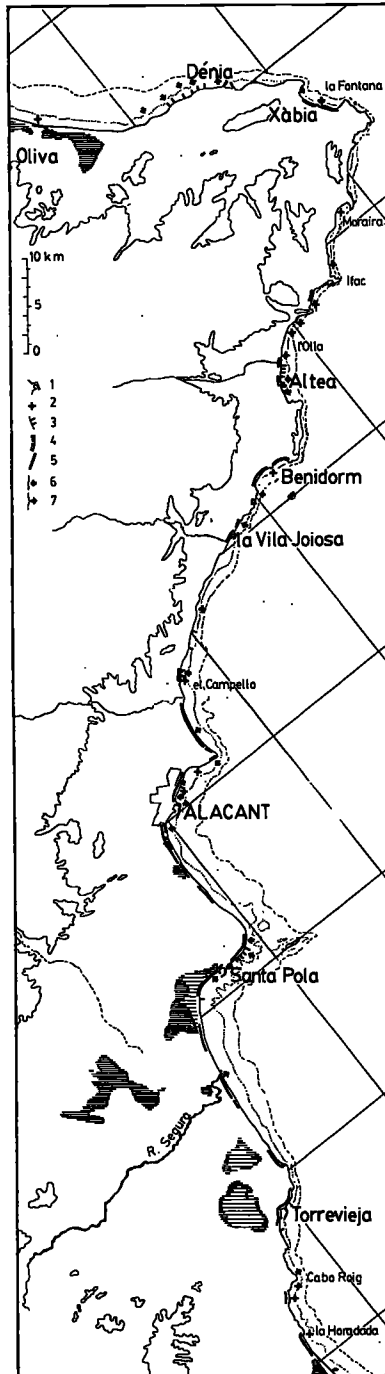 Dénia
la Fontana
Xàbia
Oliva
Moraira
10 km
Ifac
5
l'Olla
0
1
Altea
2
3
4
5
Benidorm
6
7
la Vila Joiosa
el Campello
ALACANT
Santa Pola
R. Segura
Torrevieja
Cabo Roig
la Horadada